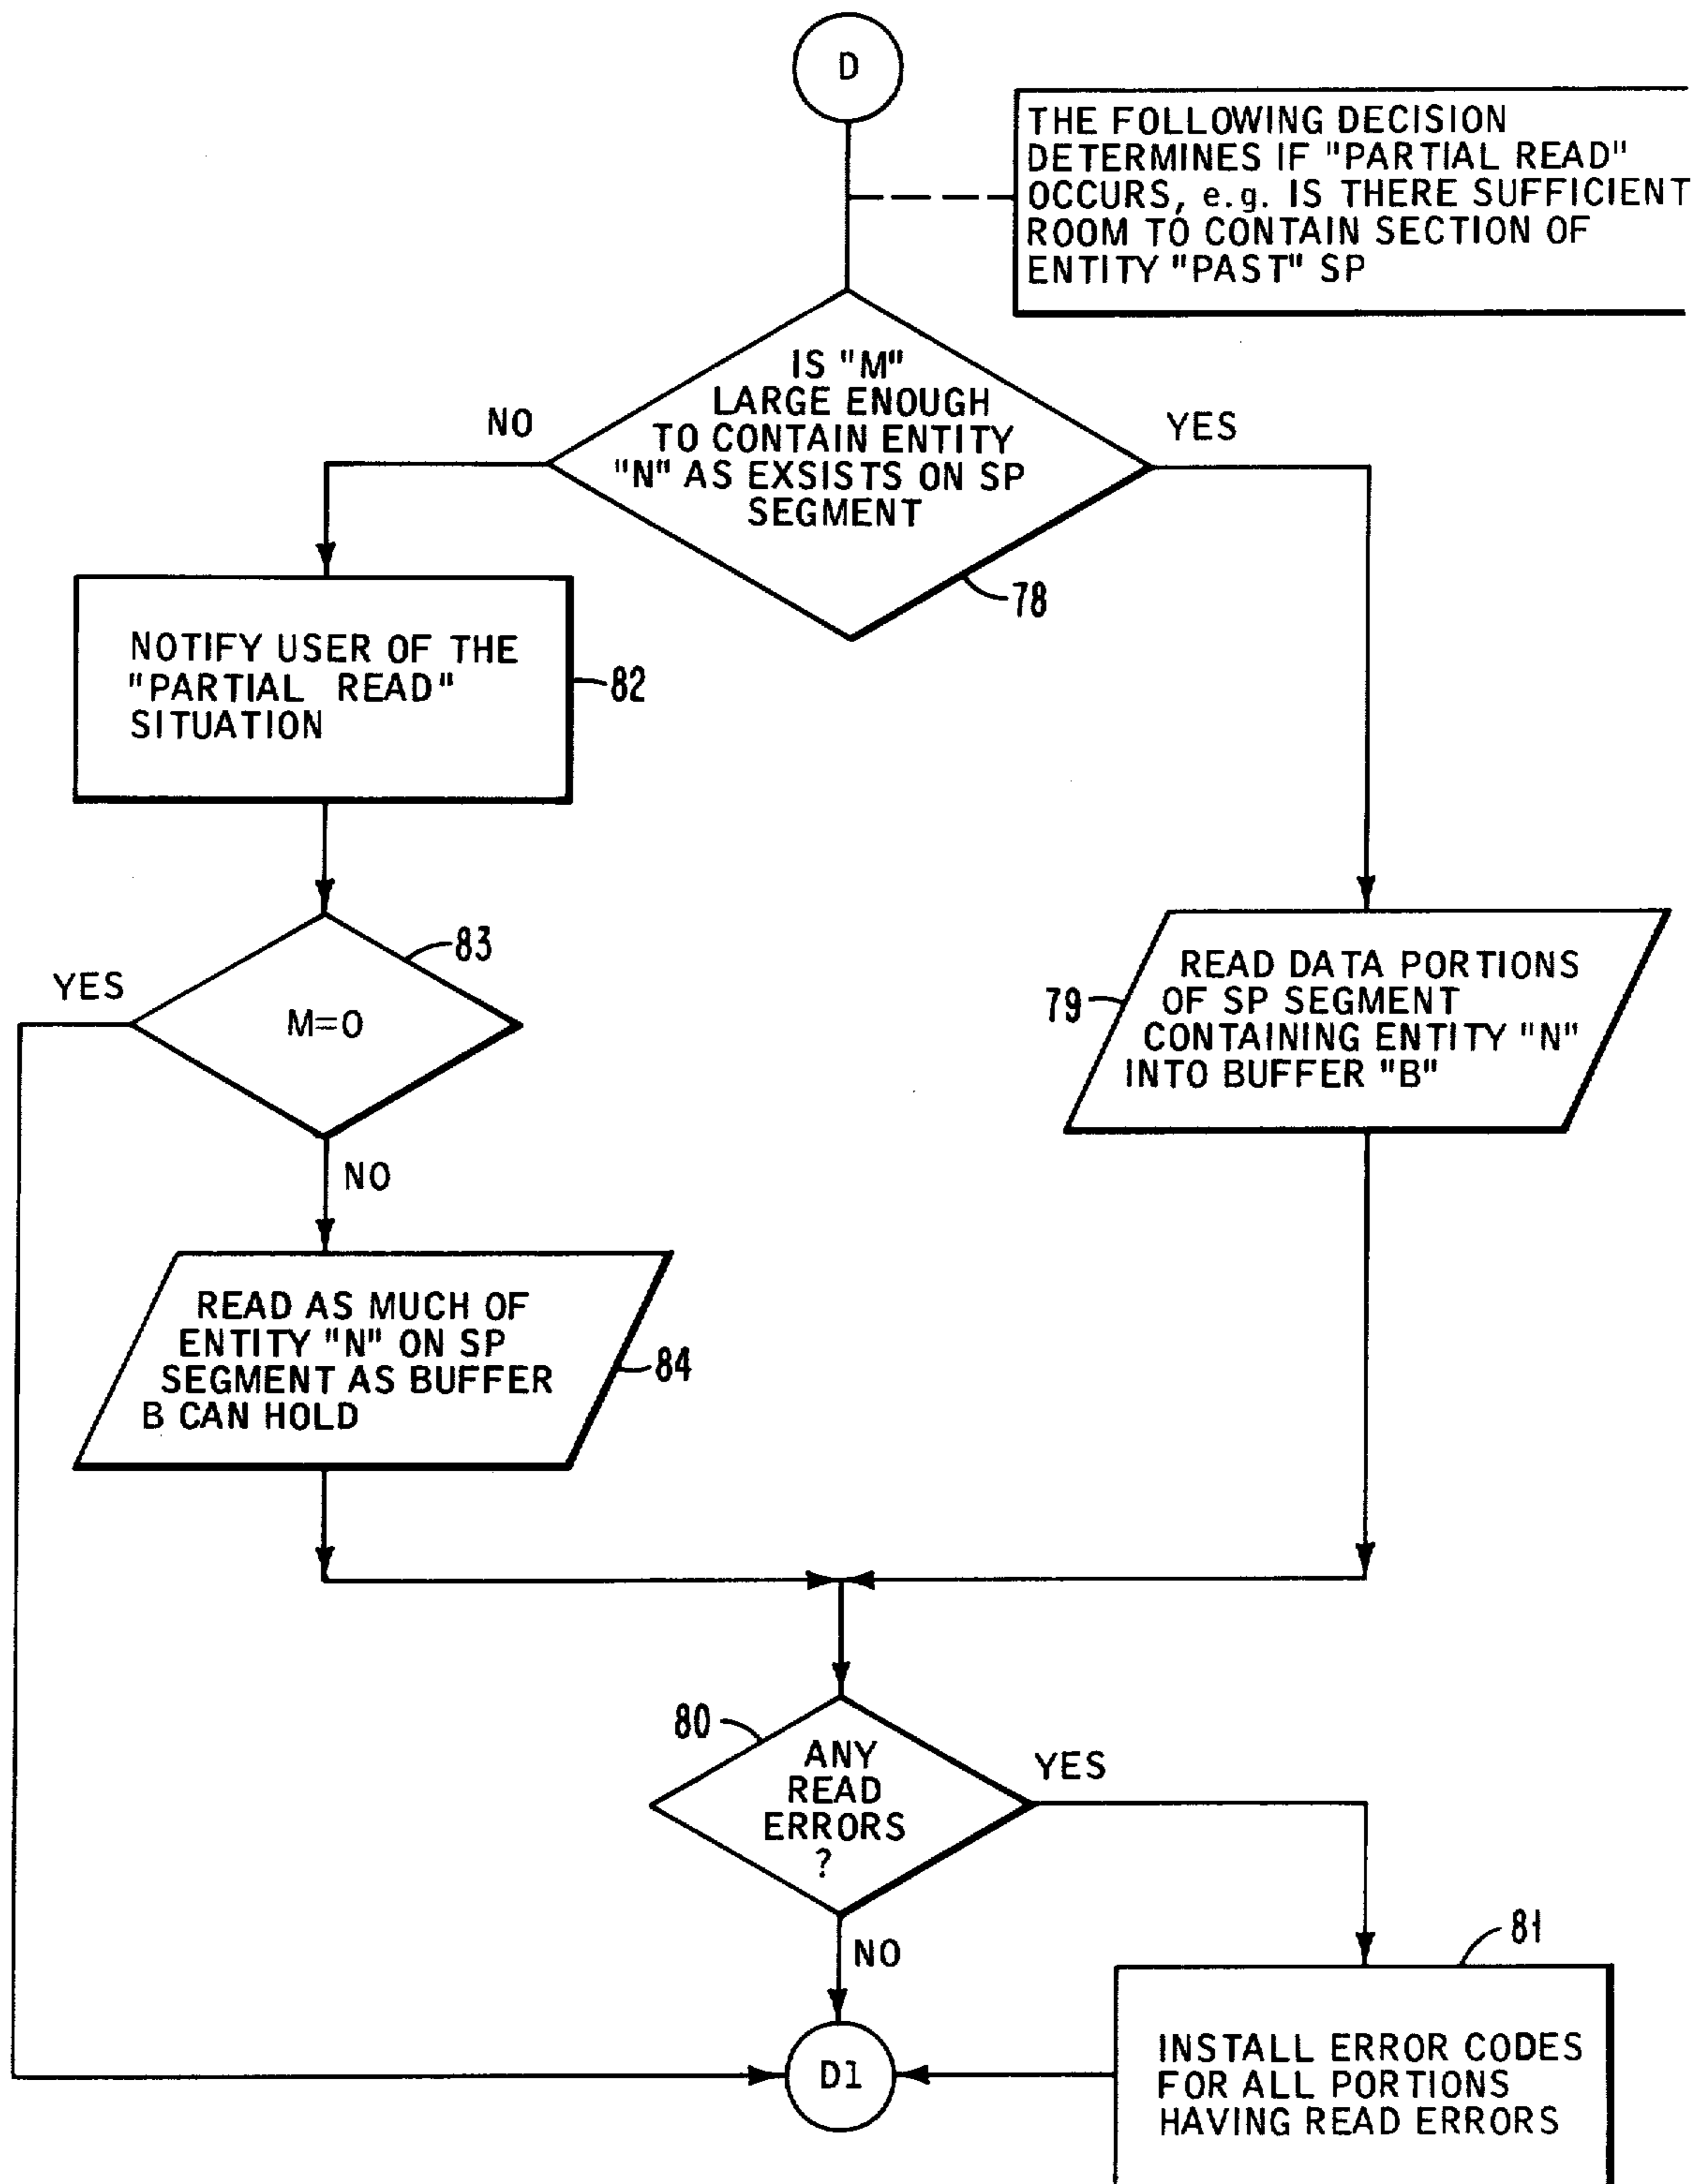 D
THE FOLLOWING DECISION
DETERMINES IF "PARTIAL READ"
OCCURS, e.g. IS THERE SUFFICIENT
ROOM TO CONTAIN SECTION OF
ENTITY "PAST" SP
IS "M"
LARGE ENOUGH
TO CONTAIN ENTITY
"N" AS EXSISTS ON SP
SEGMENT
NO
YES
78
NOTIFY USER OF THE
"PARTIAL READ"
SITUATION
82
83
YES
M=0
NO
READ DATA PORTIONS
OF SP SEGMENT
CONTAINING ENTITY "N"
INTO BUFFER "B"
79
READ AS MUCH OF
ENTITY "N" ON SP
SEGMENT AS BUFFER
B CAN HOLD
84
80
ANY
READ
ERRORS
?
YES
NO
81
D1
INSTALL ERROR CODES
FOR ALL PORTIONS
HAVING READ ERRORS